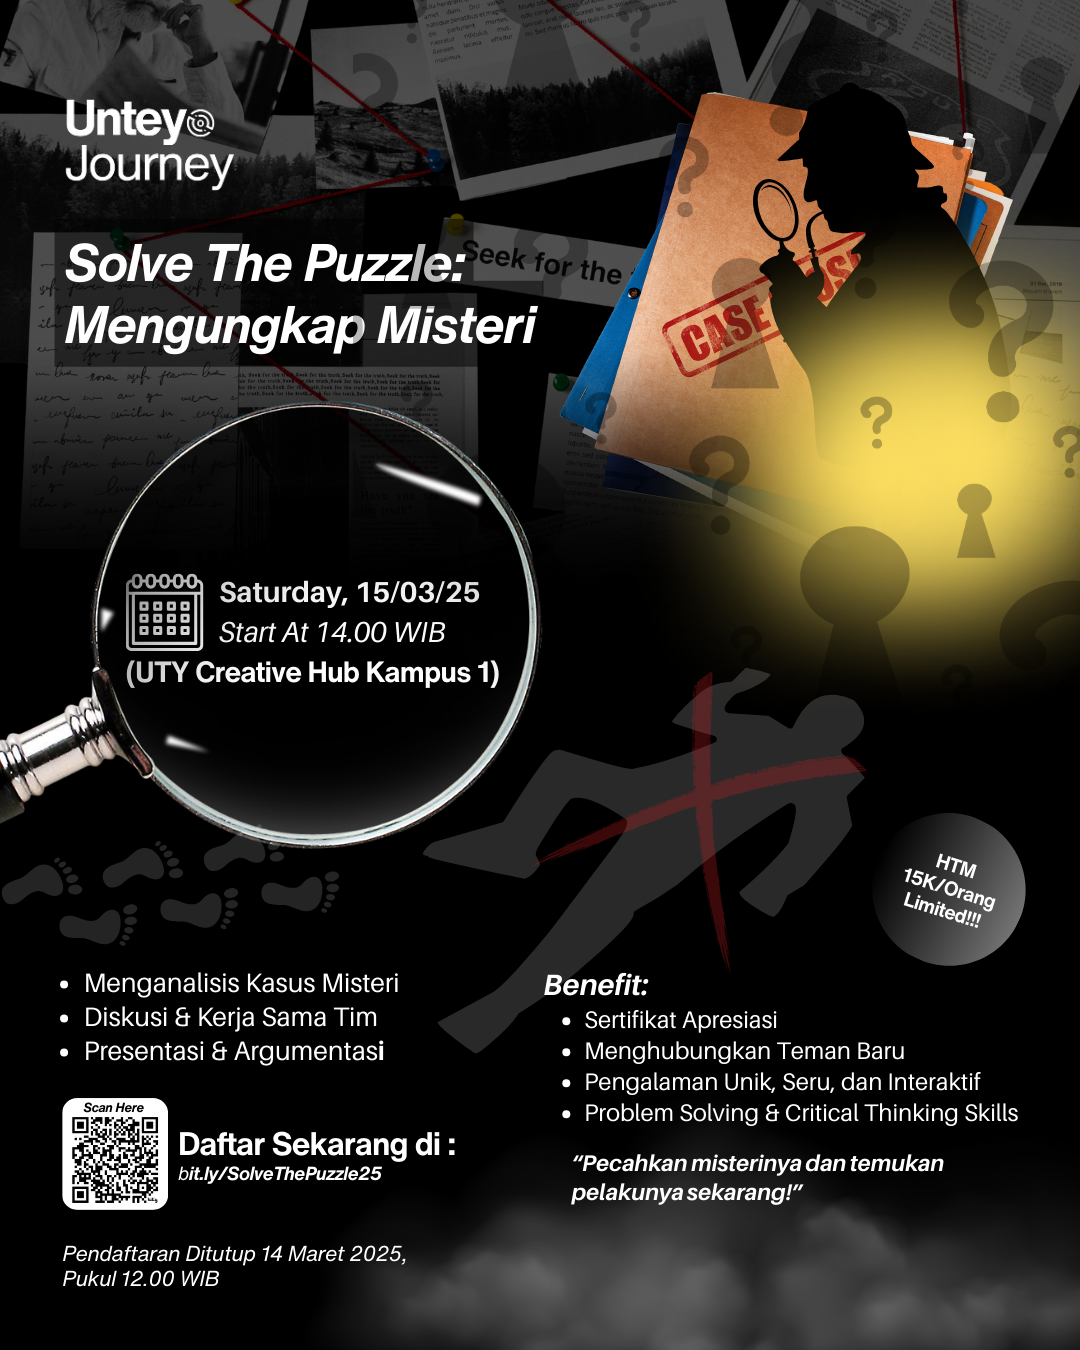 Untey
Journey
Solve The Puzzle:
Mengungkap Misteri
Seek for the
CASE
Saturday, 15/03/25
Start At 14.00 WIB
(UTY Creative Hub Kampus 1)
HTM
15K/Orang
Limited!!!
Menganalisis Kasus Misteri
Diskusi & Kerja Sama Tim
Presentasi & Argumentasi
Benefit:
Sertifikat Apresiasi
Menghubungkan Teman Baru
Pengalaman Unik, Seru, dan Interaktif
Problem Solving & Critical Thinking Skills
Scan Here
Daftar Sekarang di :
bit.ly/SolveThePuzzle25
“Pecahkan misterinya dan temukan
pelakunya sekarang!”
Pendaftaran Ditutup 14 Maret 2025,
Pukul 12.00 WIB